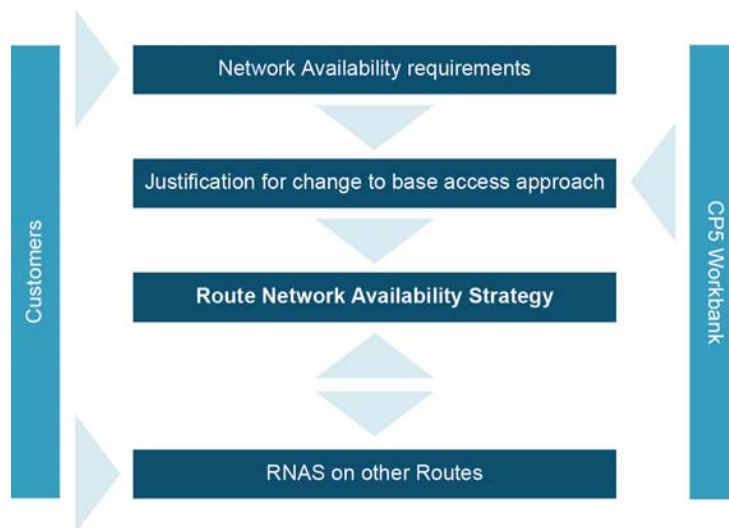 Network Availability requirements
Justification for change to base access approach
Customers
CP5 Workbank
Route Network Availability Strategy
RNAS on other Routes